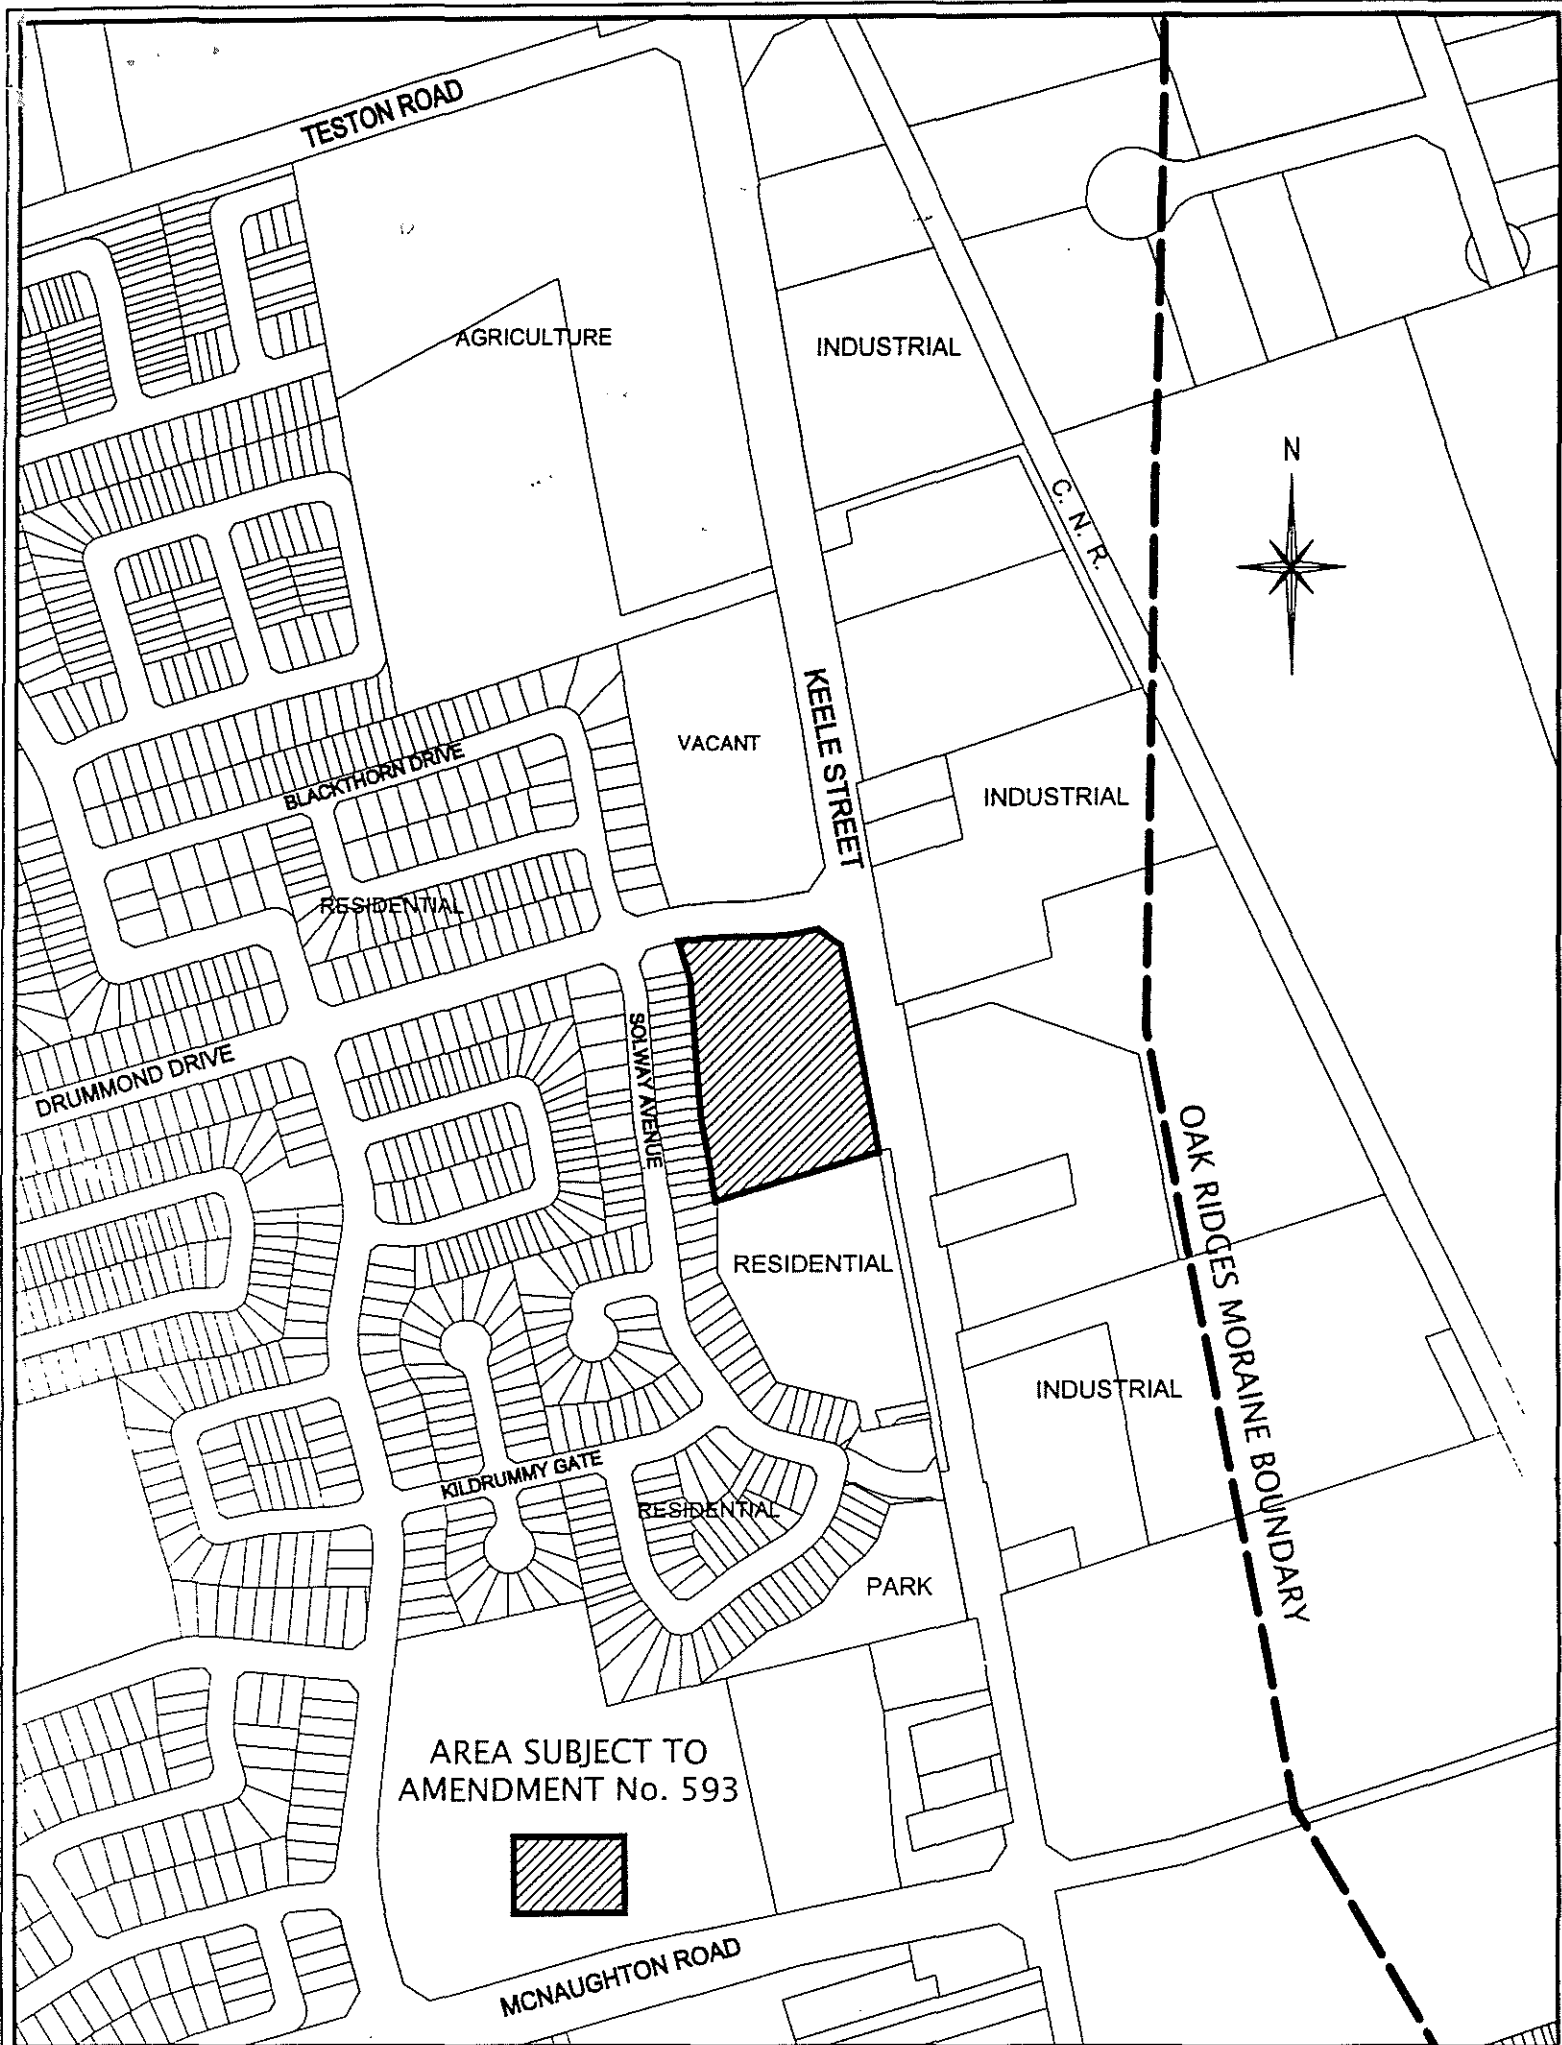 TESTON ROAD
AGRICULTURE
INDUSTRIAL
N
C. N. R.
KEELE STREET
VACANT
BLACKTHORN DRIVE
INDUSTRIAL
RESIDENTIAL
SOLWAY AVENUE
DRUMMOND DRIVE
OAK RIDGES MORAINE BOUNDARY
RESIDENTIAL
INDUSTRIAL
KILDRUMMY GATE
RESIDENTIAL
PARK
AREA SUBJECT TO
AMENDMENT No. 593
MCNAUGHTON ROAD